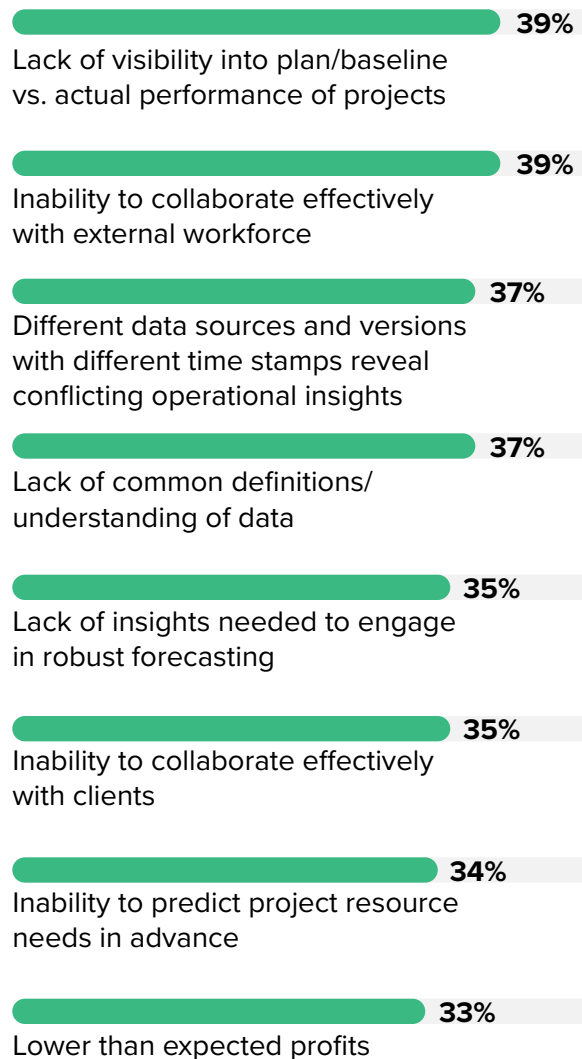 39%
Lack of visibility into plan/baseline
vs. actual performance of projects
39%
Inability to collaborate effectively
with external workforce
37%
Different data sources and versions
with different time stamps reveal
conflicting operational insights
37%
Lack of common definitions/
understanding of data
35%
Lack of insights needed to engage
in robust forecasting
35%
Inability to collaborate effectively
with clients
34%
Inability to predict project resource
needs in advance
33%
Lower than expected profits